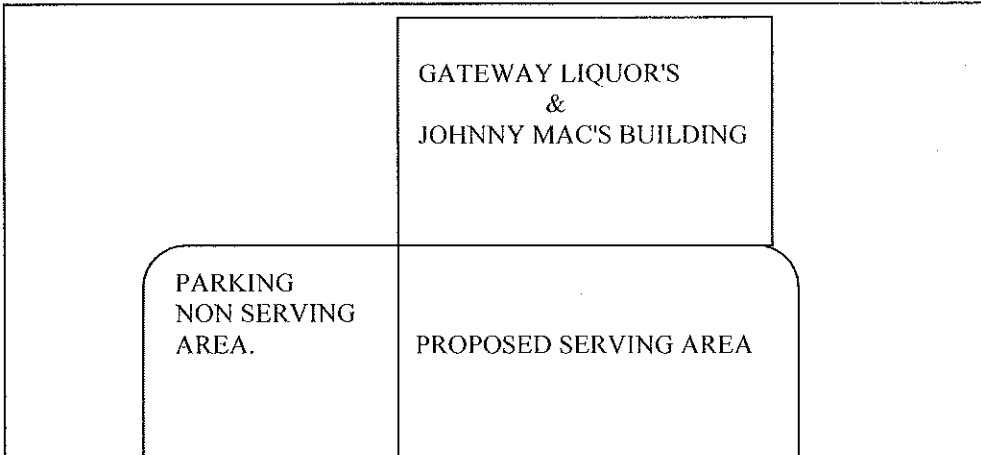 GATEWAY LIQUOR'S
&
JOHNNY MAC'S BUILDING
PARKING
NON SERVING
AREA.
PROPOSED SERVING AREA